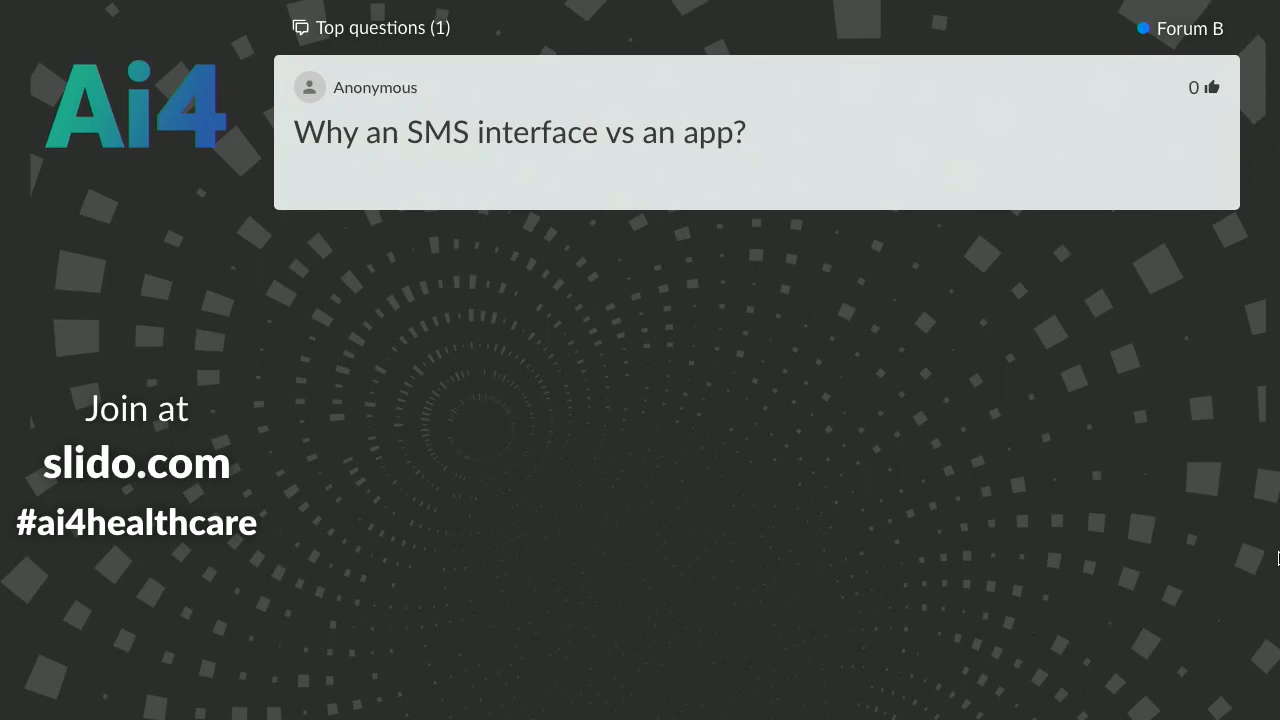 Top questions (1)
Forum B
Ai4
Anonymous
0
Why an SMS interface vs an app?
Join at
slido.com
#ai4healthcare